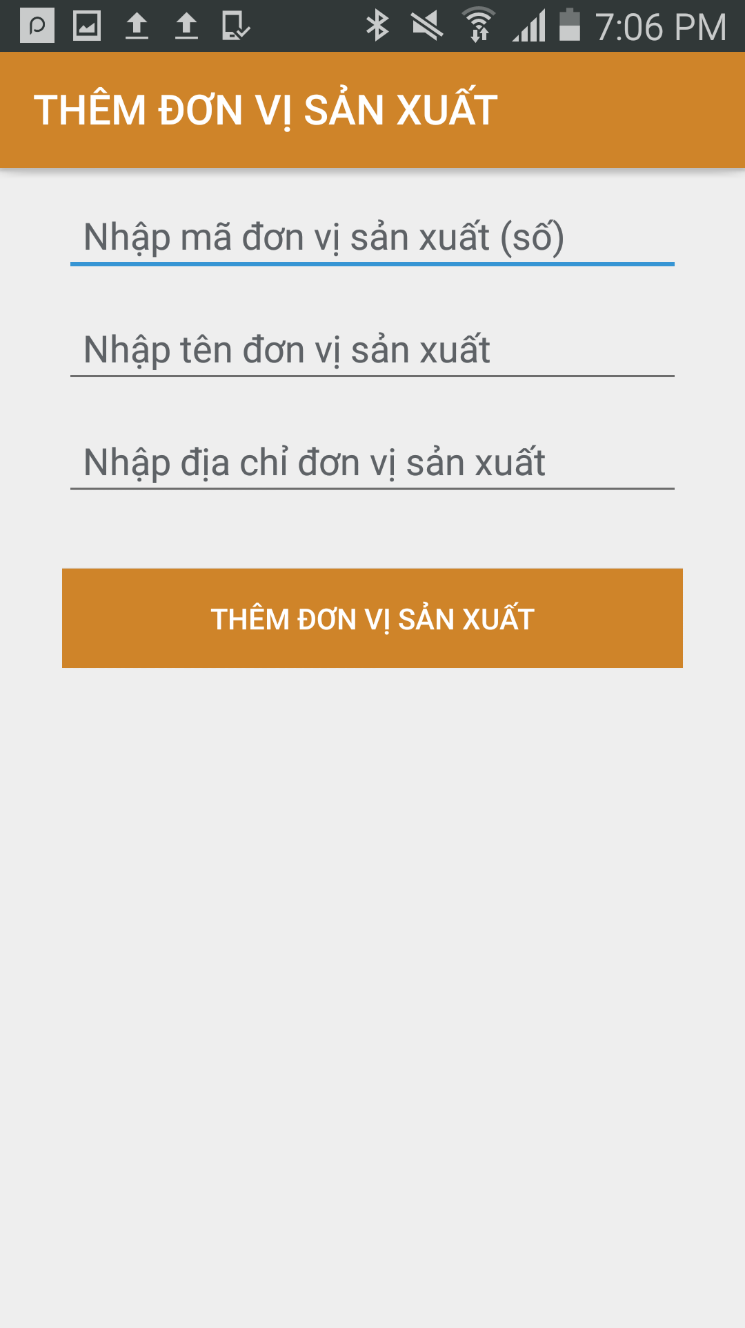 7:06 PM
THÊM ĐƠN VỊ SẢN XUẤT
Nhập mã đơn vị sản xuất (số)
Nhập tên đơn vị sản xuất
Nhập địa chỉ đơn vị sản xuất
THÊM ĐƠN VỊ SẢN XUẤT